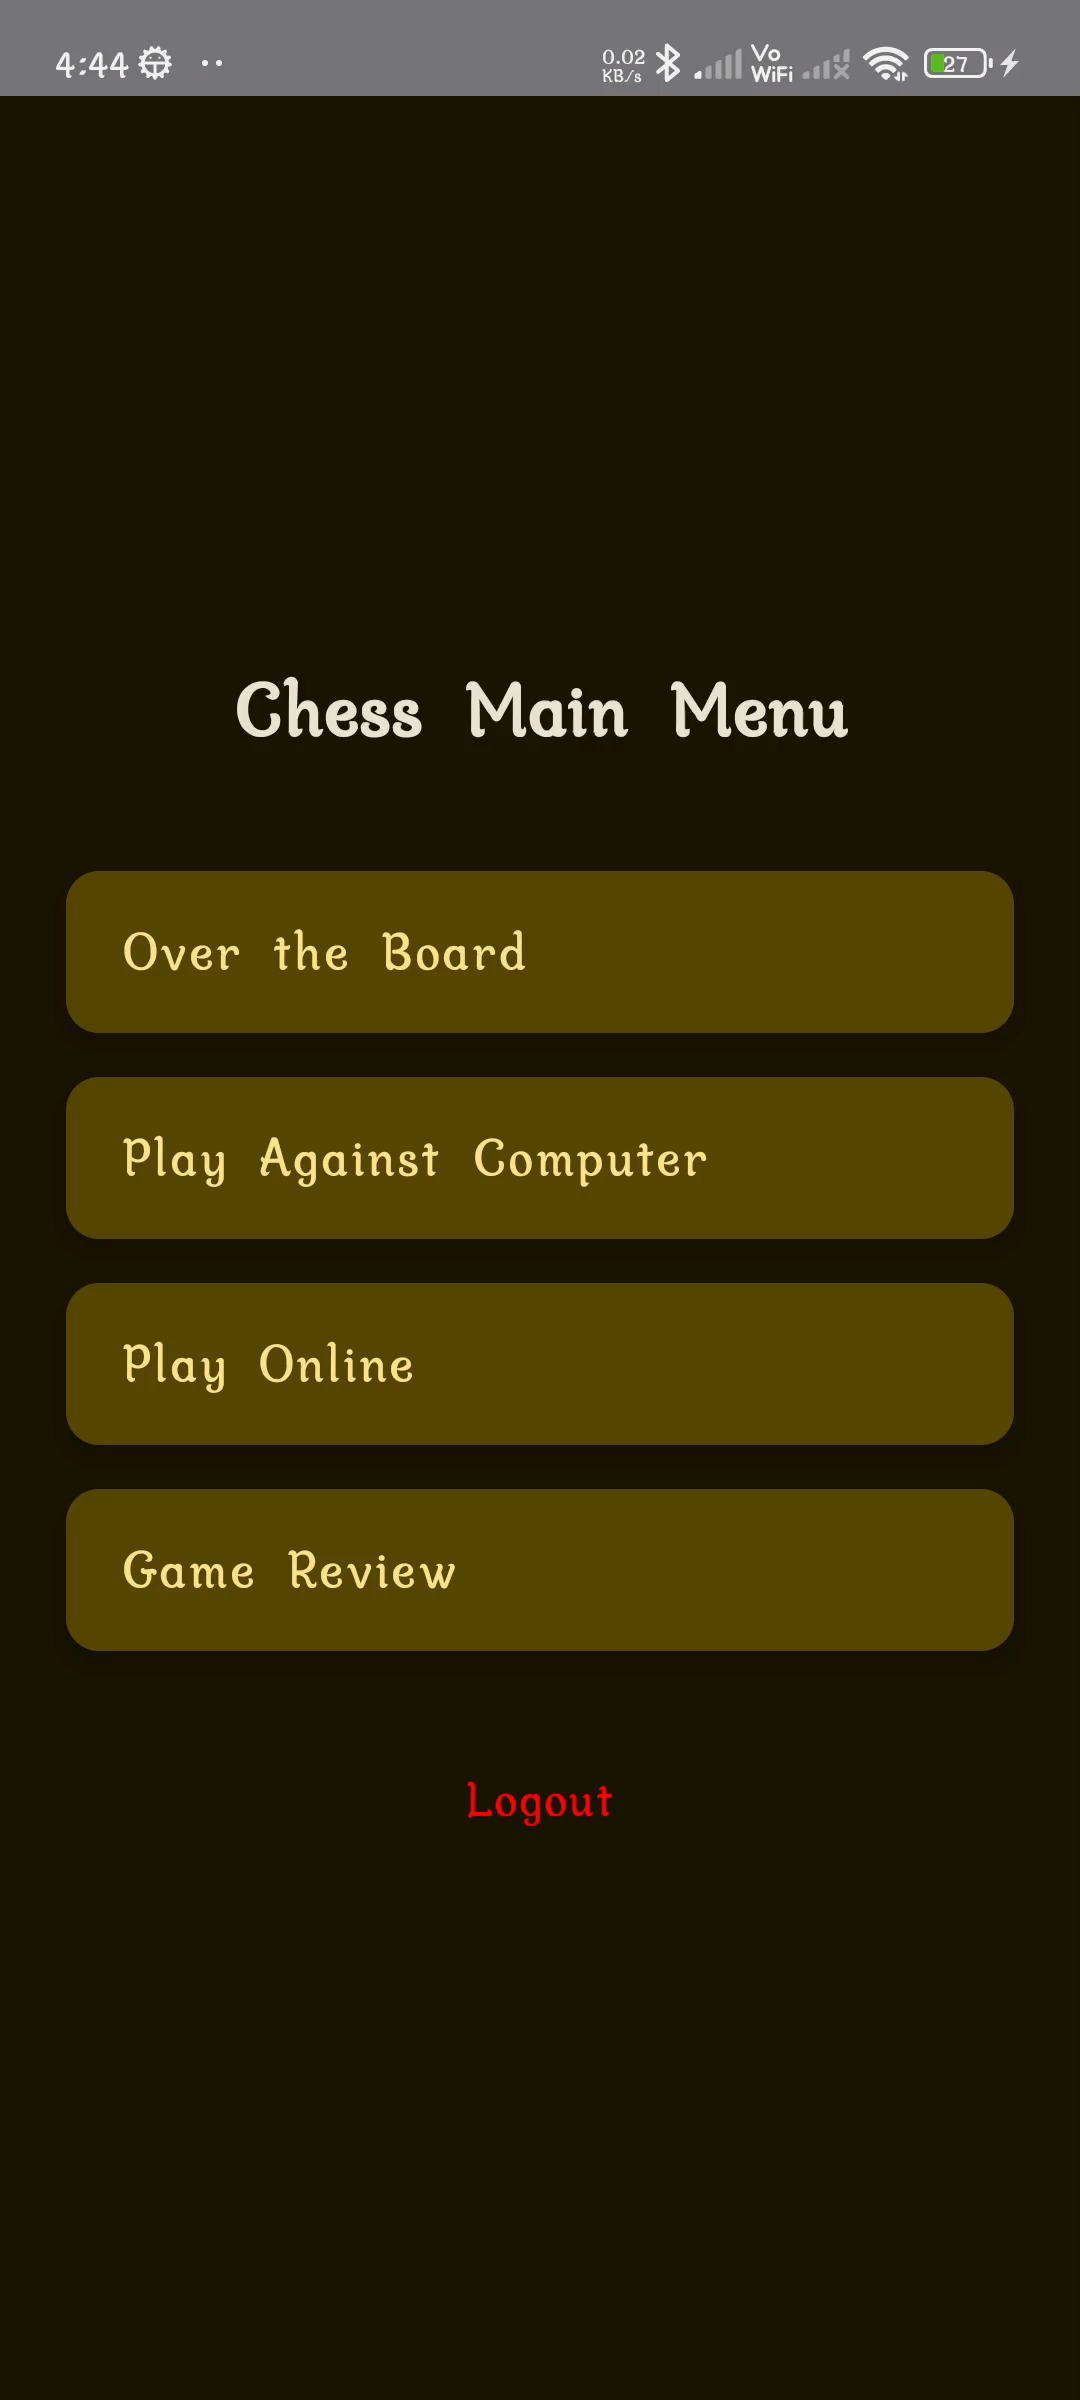 4:44
0.02
KB/s
Vo
WiFi
27
Chess Main Menu
Over the Board
Play Against Computer
Play Online
Game Review
Logout